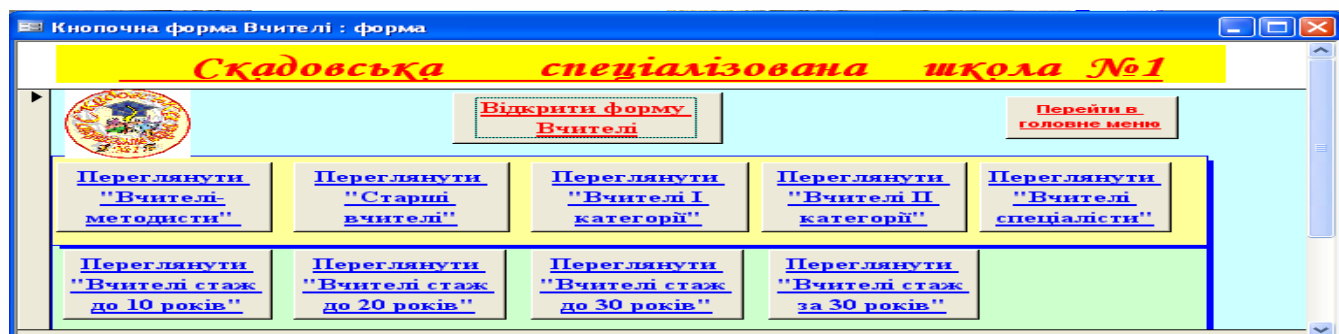 Кнопочна форма Вчителі : форма
Скадовська спеціалізована школа №1
Відкрити форму
Вчителі
Перейти в
головне меню
Переглянути
"Вчителі-
методисти"
Переглянути
"Старші
вчителі"
Переглянути
"Вчителі I
категорії"
Переглянути
"Вчителі II
категорії"
Переглянути
"Вчителі
спеціалісти"
Переглянути
"Вчителі стаж
до 10 років"
Переглянути
"Вчителі стаж
до 20 років"
Переглянути
"Вчителі стаж
до 30 років"
Переглянути
"Вчителі стаж
за 30 років"